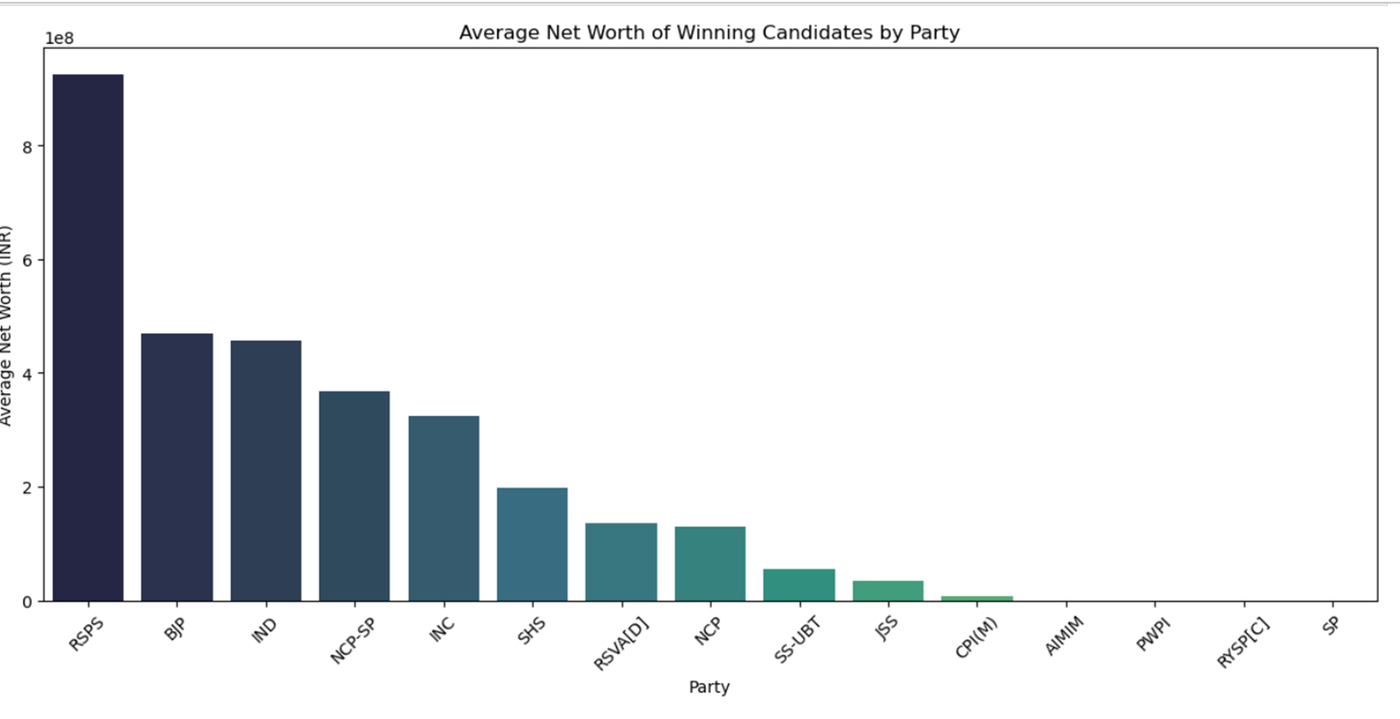 Average Net Worth of Winning Candidates by Party
1e8
8
6
4
2
0
Average Net Worth (INR)
RSPS
BJP
IND
NCP-SP
INC
SHS
RSVA[D]
NCP
SS-UBT
JSS
CPI(M)
AIMIM
PWPI
RYSP[C]
SP
Party